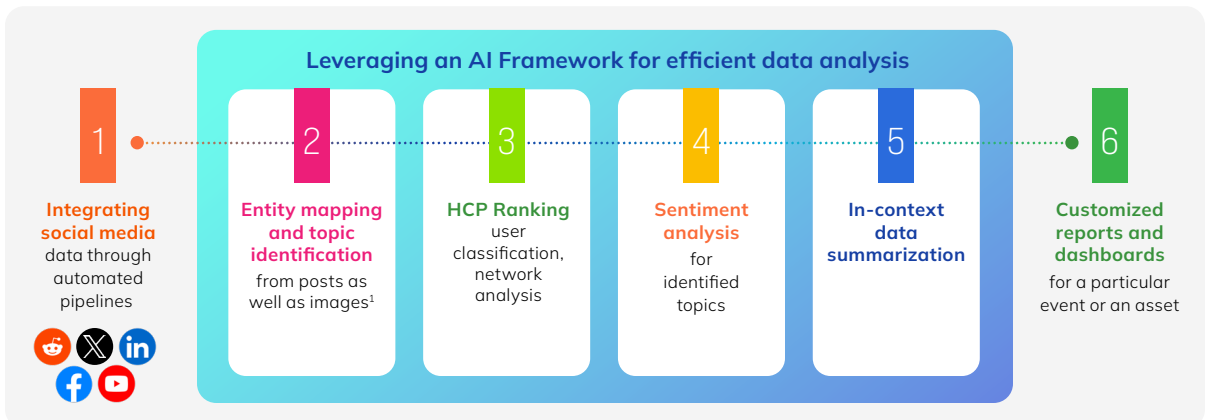 Leveraging an AI Framework for efficient data analysis
1
Integrating
social media
data through
automated
pipelines
in
2
Entity mapping
and topic
identification
from posts as
well as images¹
3
HCP Ranking
user
classification,
network
analysis
4
Sentiment
analysis
for
identified
topics
5
In-context
data
summarization
6
Customized
reports and
dashboards
for a particular
event or an asset